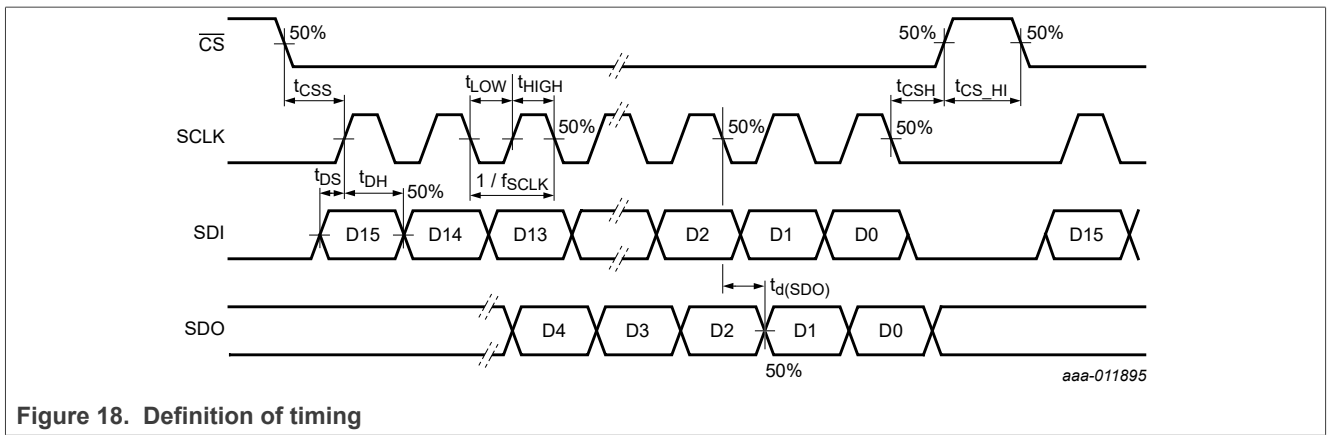 CS 50% 50% 50%
tCSS tLOW tHIGH tCSH tCS_HI
SCLK 50% 50% 50%
tDS tDH 50% 1 / fSCLK
SDI D15 D14 D13 D2 D1 D0 D15
td(SDO)
SDO D4 D3 D2 D1 D0
50%
aaa-011895
Figure 18. Definition of timing